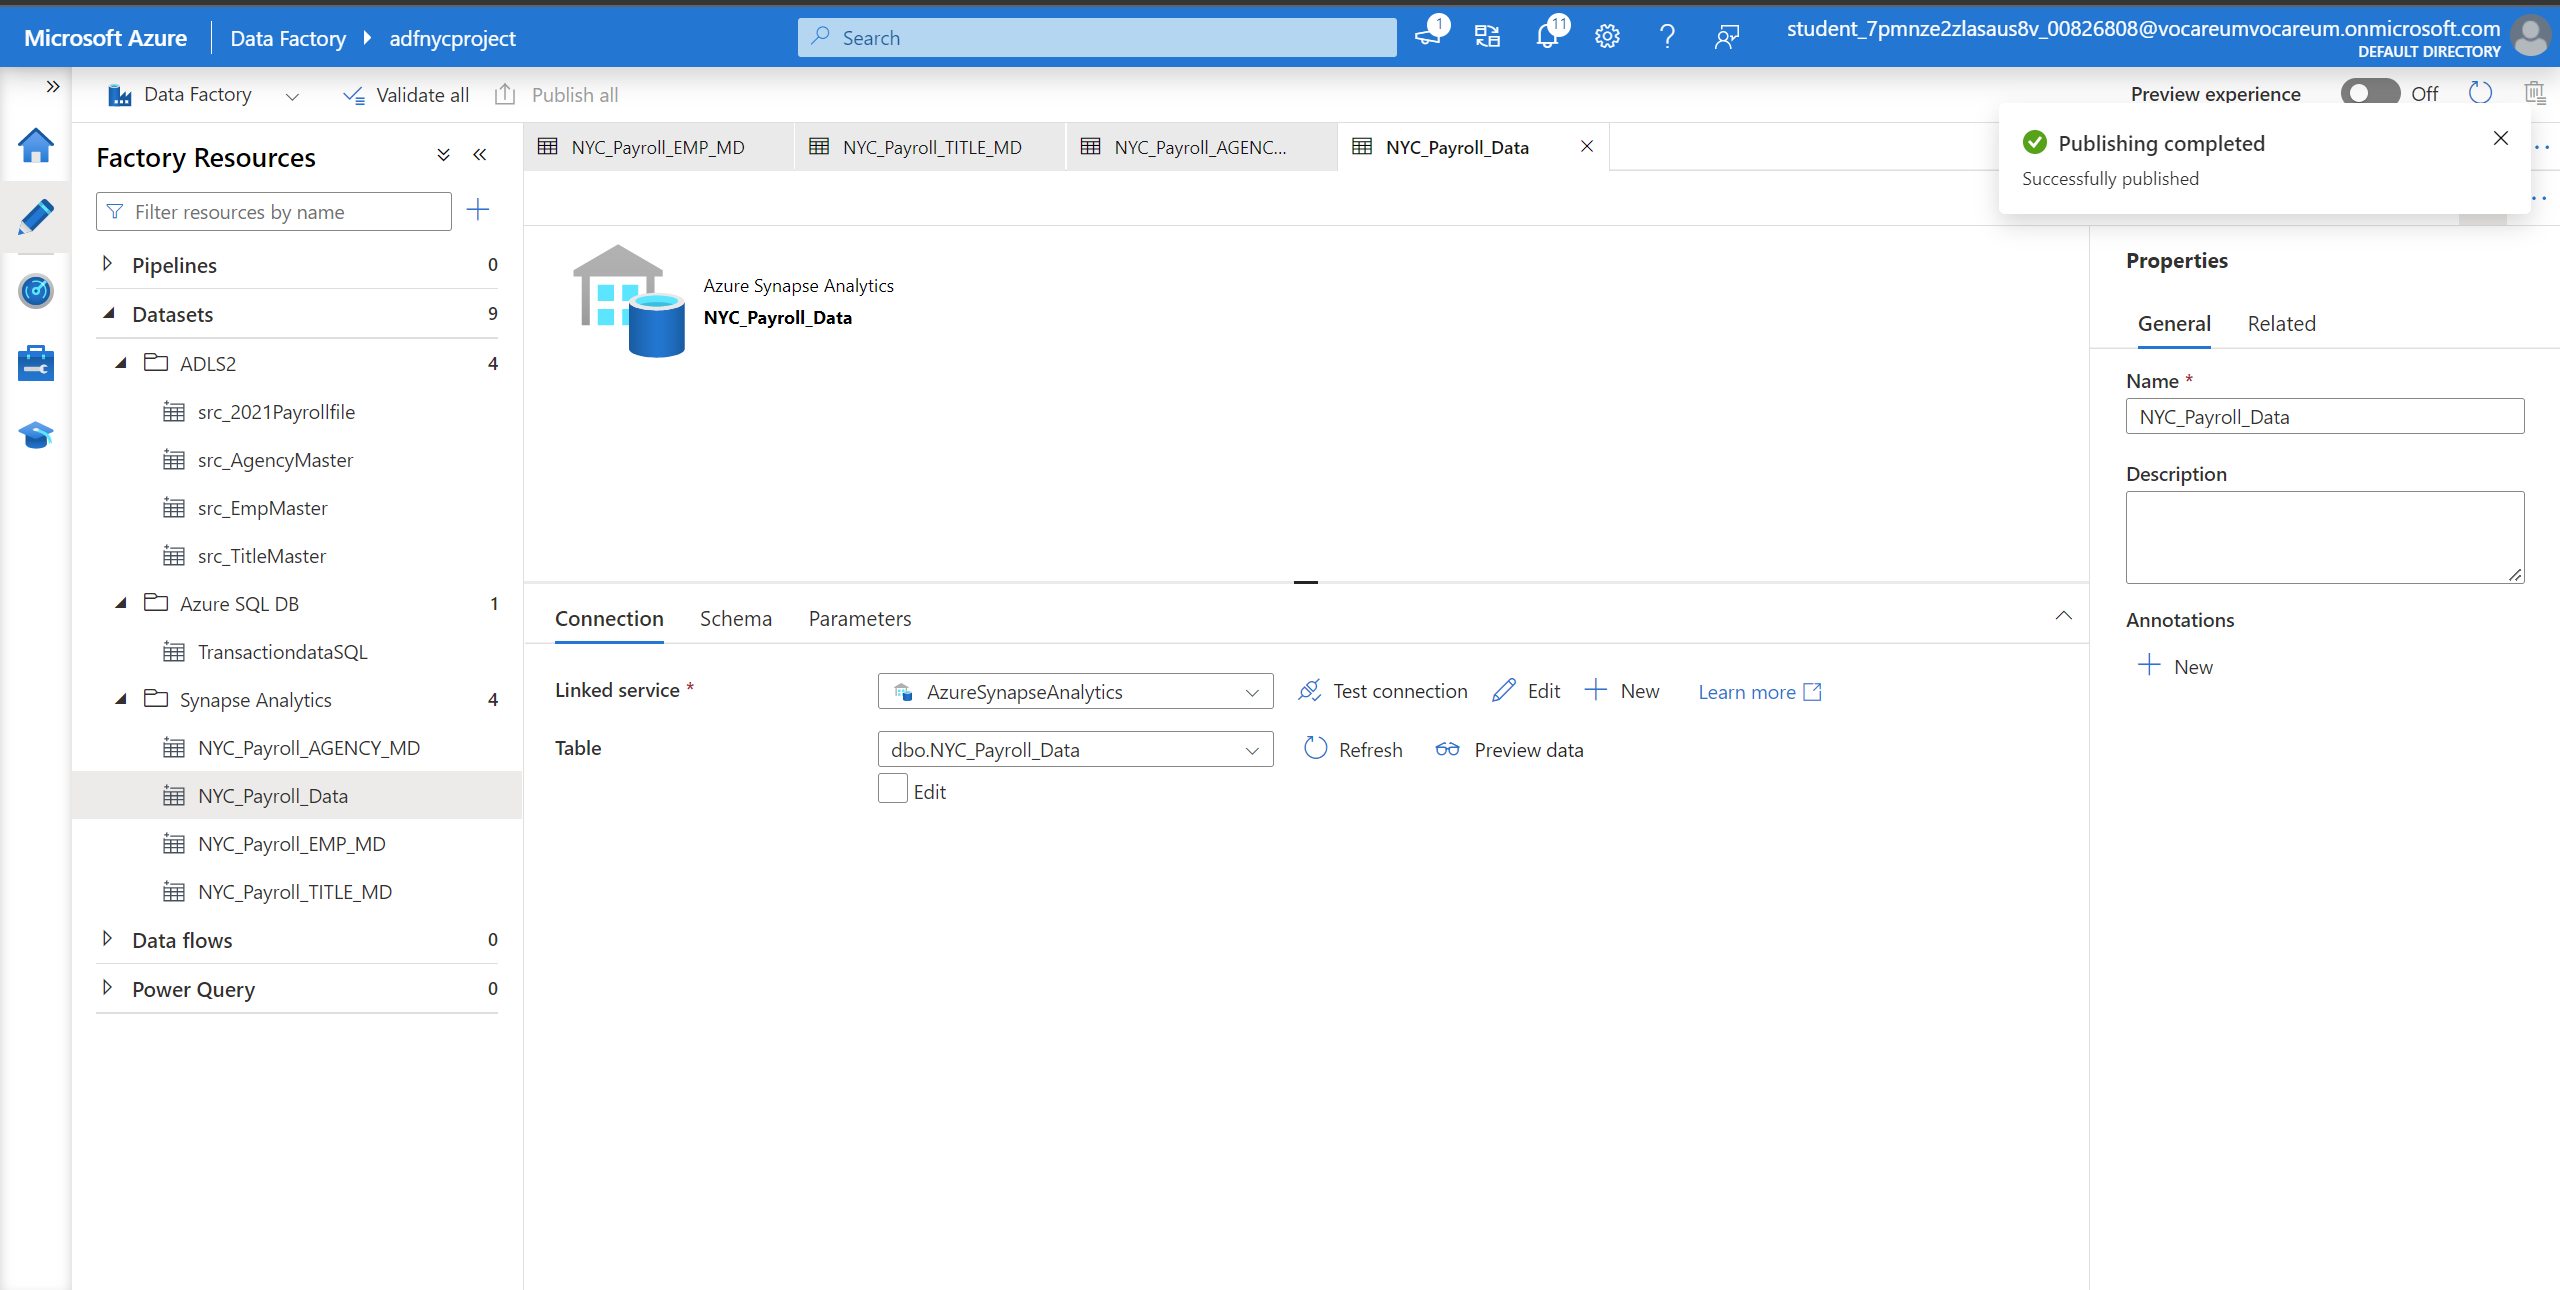 Microsoft Azure
Data Factory
adfnycproject
Search
1
11
student_7pmnze2zlasaus8v_00826808@vocareumvocareum.onmicrosoft.com
DEFAULT DIRECTORY
Data Factory
Validate all
Publish all
Preview experience
Off
Factory Resources
Filter resources by name
Pipelines 0
Datasets 9
ADLS2 4
src_2021Payrollfile
src_AgencyMaster
src_EmpMaster
src_TitleMaster
Azure SQL DB 1
TransactiondataSQL
Synapse Analytics 4
NYC_Payroll_AGENCY_MD
NYC_Payroll_Data
NYC_Payroll_EMP_MD
NYC_Payroll_TITLE_MD
Data flows 0
Power Query 0
NYC_Payroll_EMP_MD
NYC_Payroll_TITLE_MD
NYC_Payroll_AGENC...
NYC_Payroll_Data
Publishing completed
Successfully published
Azure Synapse Analytics
NYC_Payroll_Data
Connection
Schema
Parameters
Linked service *
AzureSynapseAnalytics
Test connection
Edit
New
Learn more
Table
dbo.NYC_Payroll_Data
Refresh
Preview data
Edit
Properties
General
Related
Name *
NYC_Payroll_Data
Description
Annotations
New